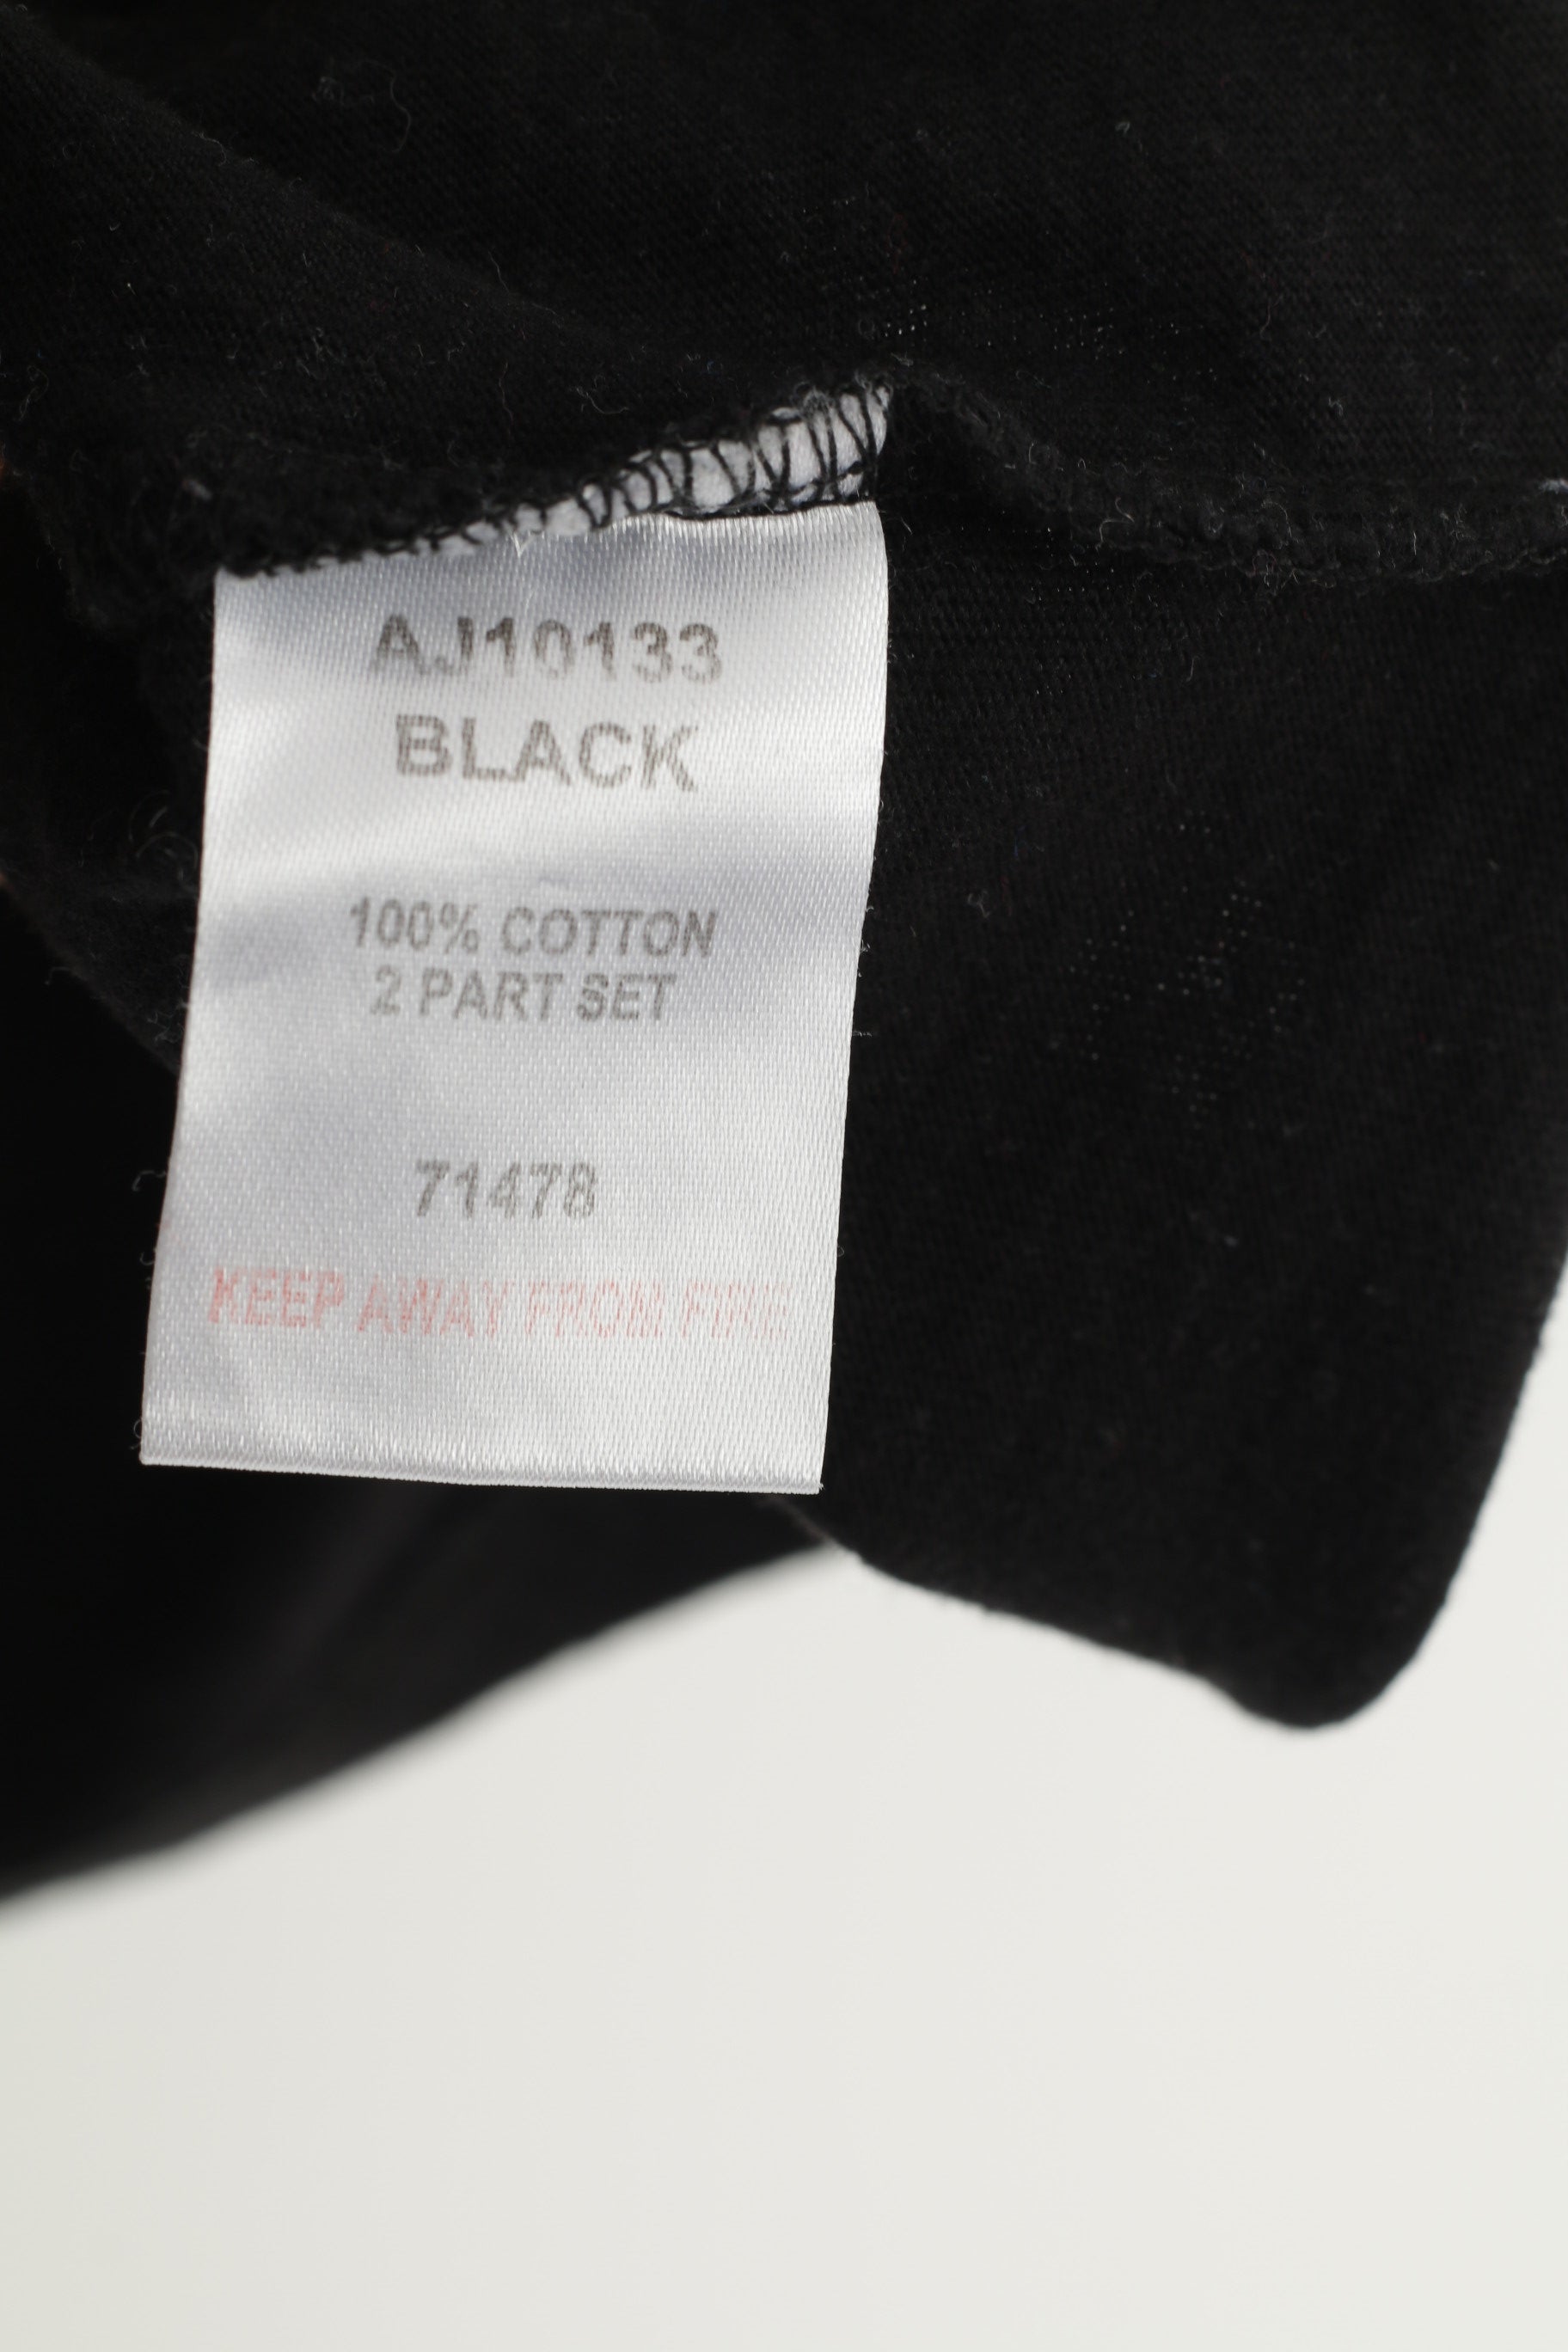 AJ10133
BLACK
100% COTTON
2 PART SET
71478
KEEP AWAY FROM FIRE